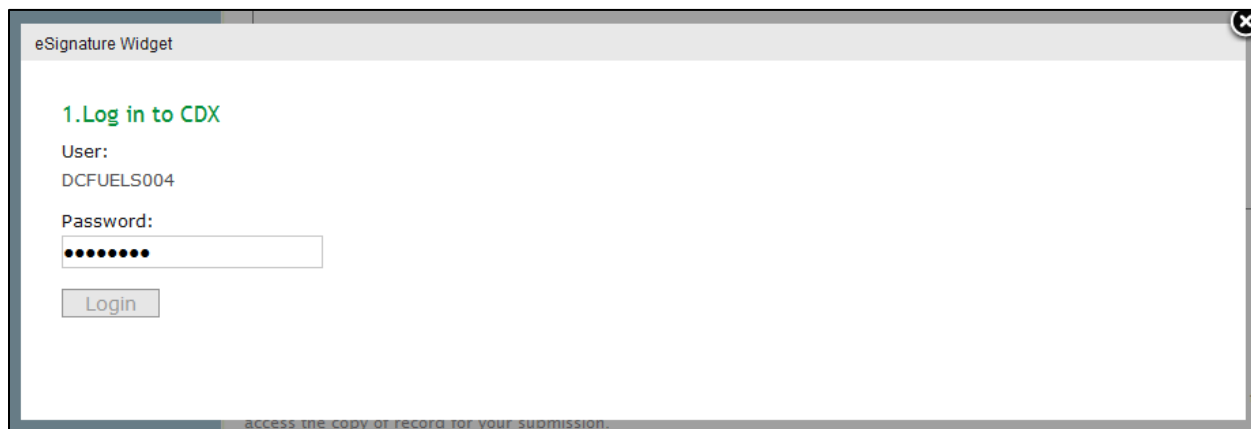 eSignature Widget
1.Log in to CDX
User:
DCFUELS004
Password:
••••••••
Login
access the copy of record for your submission.